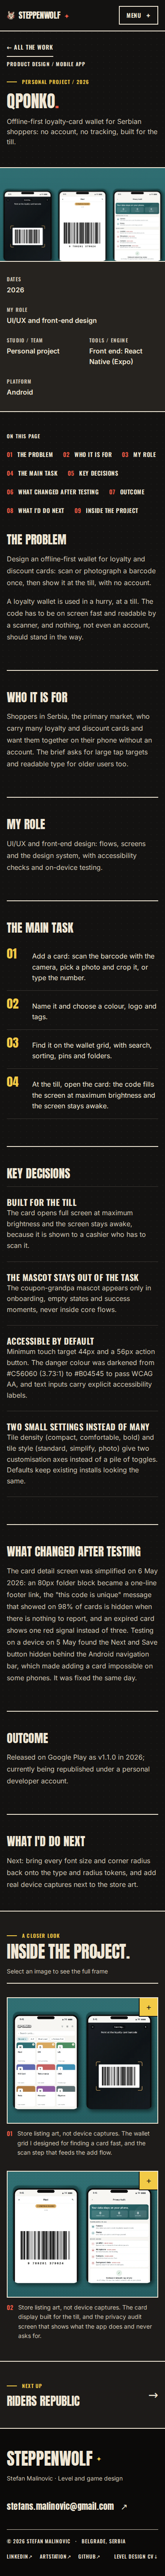 STEPPENWOLF
MENU +
← ALL THE WORK
PRODUCT DESIGN / MOBILE APP
PERSONAL PROJECT / 2026
QPONKO.
Offline-first loyalty-card wallet for Serbian
shoppers: no account, no tracking, built for the
till.
DATES
2026
MY ROLE
UI/UX and front-end design
STUDIO / TEAM
Personal project
TOOLS / ENGINE
Front end: React
Native (Expo)
PLATFORM
Android
ON THIS PAGE
01 THE PROBLEM 02 WHO IT IS FOR 03 MY ROLE
04 THE MAIN TASK 05 KEY DECISIONS
06 WHAT CHANGED AFTER TESTING 07 OUTCOME
08 WHAT I'D DO NEXT 09 INSIDE THE PROJECT
THE PROBLEM
Design an offline-first wallet for loyalty and
discount cards: scan or photograph a barcode
once, then show it at the till, with no account.
A loyalty wallet is used in a hurry, at a till. The
code has to be on screen fast and readable by
a scanner, and nothing, not even an account,
should stand in the way.
WHO IT IS FOR
Shoppers in Serbia, the primary market, who
carry many loyalty and discount cards and
want them together on their phone without an
account. The brief asks for large tap targets
and readable type for older users too.
MY ROLE
UI/UX and front-end design: flows, screens
and the design system, with accessibility
checks and on-device testing.
THE MAIN TASK
01 Add a card: scan the barcode with the
camera, pick a photo and crop it, or
type the number.
02 Name it and choose a colour, logo and
tags.
03 Find it on the wallet grid, with search,
sorting, pins and folders.
04 At the till, open the card: the code fills
the screen at maximum brightness and
the screen stays awake.
KEY DECISIONS
BUILT FOR THE TILL
The card opens full screen at maximum
brightness and the screen stays awake,
because it is shown to a cashier who has to
scan it.
THE MASCOT STAYS OUT OF THE TASK
The coupon-grandpa mascot appears only in
onboarding, empty states and success
moments, never inside core flows.
ACCESSIBLE BY DEFAULT
Minimum touch target 44px and a 56px action
button. The danger colour was darkened from
#C56060 (3.73:1) to #B04545 to pass WCAG
AA, and text inputs carry explicit accessibility
labels.
TWO SMALL SETTINGS INSTEAD OF MANY
Tile density (compact, comfortable, bold) and
tile style (standard, simplify, photo) give two
customisation axes instead of a pile of toggles.
Defaults keep existing installs looking the
same.
WHAT CHANGED AFTER TESTING
The card detail screen was simplified on 6 May
2026: an 80px folder block became a one-line
footer link, the "this code is unique" message
that showed on 98% of cards is hidden when
there is nothing to report, and an expired card
shows one red signal instead of three. Testing
on a device on 5 May found the Next and Save
button hidden behind the Android navigation
bar, which made adding a card impossible on
some phones. It was fixed the same day.
OUTCOME
Released on Google Play as v1.1.0 in 2026;
currently being republished under a personal
developer account.
WHAT I'D DO NEXT
Next: bring every font size and corner radius
back onto the type and radius tokens, and add
real device captures next to the store art.
A CLOSER LOOK
INSIDE THE PROJECT.
Select an image to see the full frame
01 Store listing art, not device captures. The wallet
grid I designed for finding a card fast, and the
scan step that feeds the add flow.
02 Store listing art, not device captures. The card
display built for the till, and the privacy audit
screen that shows what the app does and never
asks for.
NEXT UP
RIDERS REPUBLIC →
STEPPENWOLF
Stefan Malinovic · Level and game design
stefans.malinovic@gmail.com ↗
© 2026 STEFAN MALINOVIC · BELGRADE, SERBIA
LINKEDIN↗ ARTSTATION↗ GITHUB↗ LEVEL DESIGN CV↓